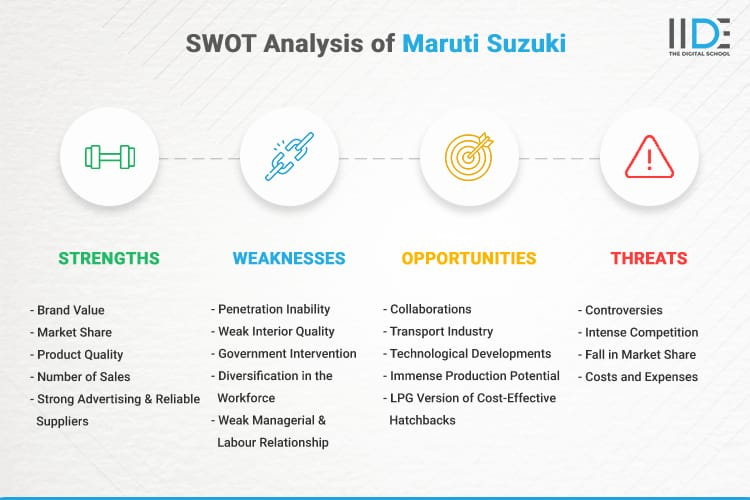 SWOT Analysis of Maruti Suzuki
IIDE
THE DIGITAL SCHOOL
STRENGTHS
- Brand Value
- Market Share
- Product Quality
- Number of Sales
- Strong Advertising & Reliable
Suppliers
WEAKNESSES
- Penetration Inability
- Weak Interior Quality
- Government Intervention
- Diversification in the
Workforce
- Weak Managerial &
Labour Relationship
OPPORTUNITIES
- Collaborations
- Transport Industry
- Technological Developments
- Immense Production Potential
- LPG Version of Cost-Effective
Hatchbacks
THREATS
- Controversies
- Intense Competition
- Fall in Market Share
- Costs and Expenses